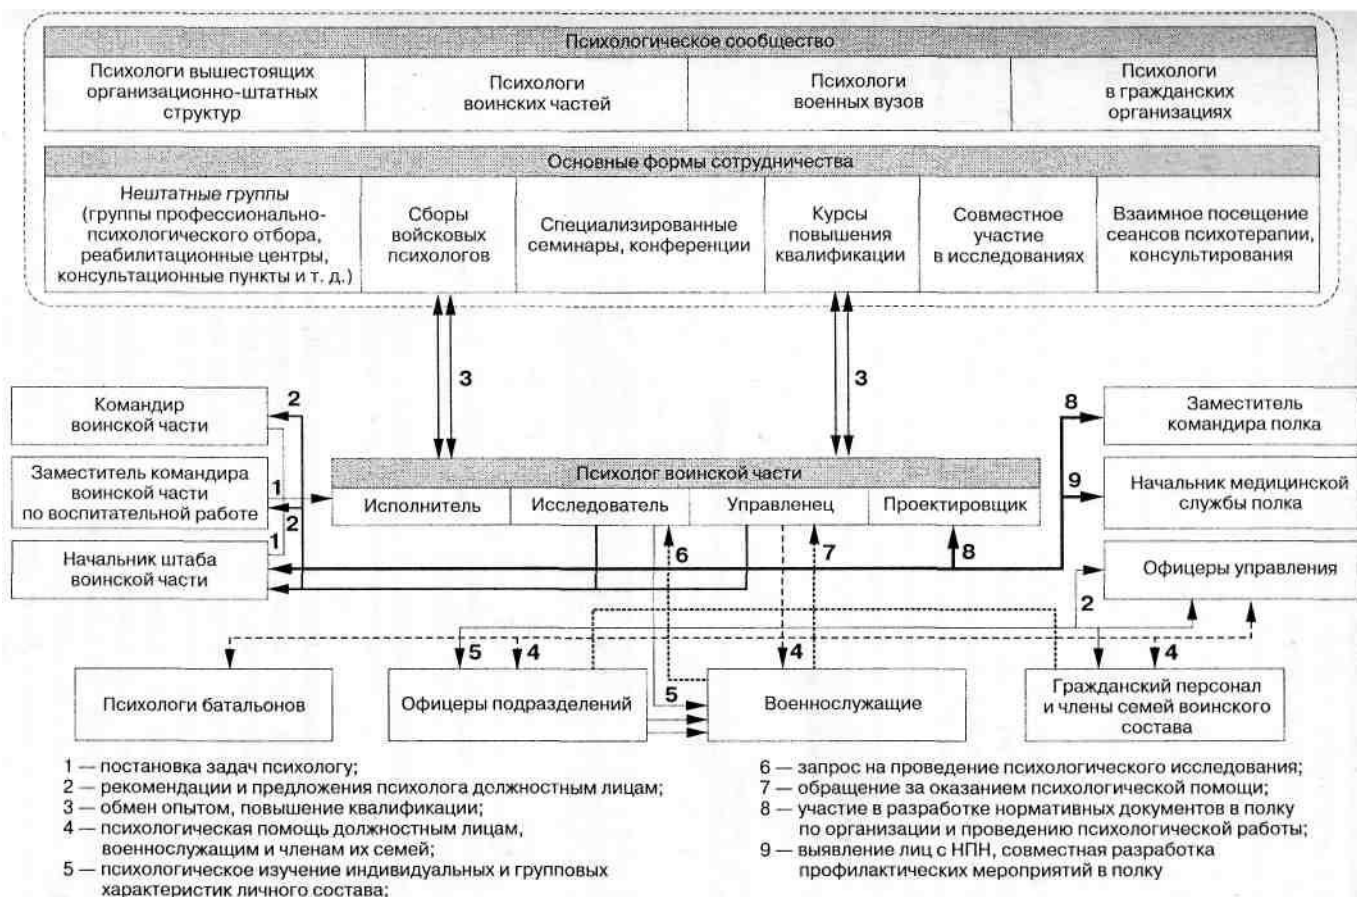 Психологическое сообщество
Психологи вышестоящих
организационно-штатных
структур
Психологи
воинских частей
Психологи
военных вузов
Психологи
в гражданских
организациях
Основные формы сотрудничества
Нештатные группы
(группы профессионально-
психологического отбора,
реабилитационные центры,
консультационные пункты и т. д.)
Сборы
войсковых
психологов
Специализированные
семинары, конференции
Курсы
повышения
квалификации
Совместное
участие
в исследованиях
Взаимное посещение
сеансов психотерапии,
консультирования
3
3
Командир
воинской части
2
Заместитель командира
воинской части
по воспитательной работе
1
2
Начальник штаба
воинской части
1
Психолог воинской части
Исполнитель
Исследователь
Управленец
Проектировщик
6
7
8
8
Заместитель
командира полка
9
Начальник медицинской
службы полка
Офицеры управления
2
5
4
4
4
5
Психологи батальонов
Офицеры подразделений
Военнослужащие
Гражданский персонал
и члены семей воинского
состава
1 — постановка задач психологу;
2 — рекомендации и предложения психолога должностным лицам;
3 — обмен опытом, повышение квалификации;
4 — психологическая помощь должностным лицам,
военнослужащим и членам их семей;
5 — психологическое изучение индивидуальных и групповых
характеристик личного состава;
6 — запрос на проведение психологического исследования;
7 — обращение за оказанием психологической помощи;
8 — участие в разработке нормативных документов в полку
по организации и проведению психологической работы;
9 — выявление лиц с НПН, совместная разработка
профилактических мероприятий в полку